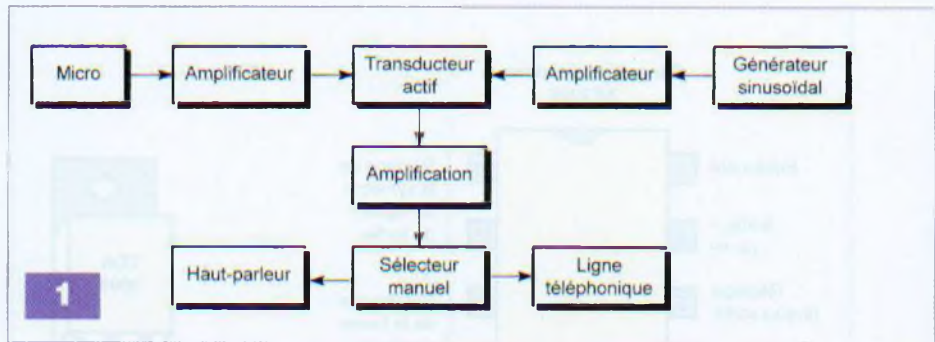 Micro
Amplificateur
Transducteur
actif
Amplificateur
Générateur
sinusoïdal
Amplification
Haut-parleur
Sélecteur
manuel
Ligne
téléphonique
1